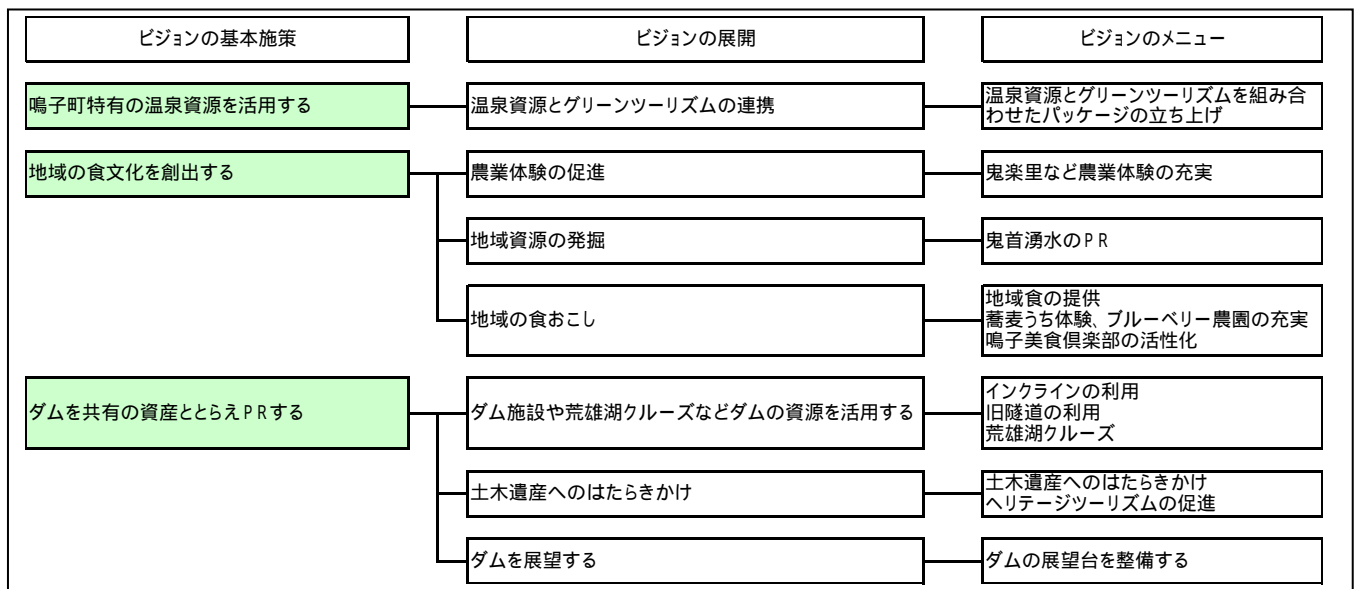 ビジョンの基本施策
ビジョンの展開
ビジョンのメニュー
鳴子町特有の温泉資源を活用する
温泉資源とグリーンツーリズムの連携
温泉資源とグリーンツーリズムを組み合
わせたパッケージの立ち上げ
地域の食文化を創出する
農業体験の促進
鬼楽里など農業体験の充実
地域資源の発掘
鬼首湧水のPR
地域の食おこし
地域食の提供
蕎麦うち体験、ブルーベリー農園の充実
鳴子美食倶楽部の活性化
ダムを共有の資産ととらえPRする
ダム施設や荒雄湖クルーズなどダムの資源を活用する
インクラインの利用
旧隧道の利用
荒雄湖クルーズ
土木遺産へのはたらきかけ
土木遺産へのはたらきかけ
ヘリテージツーリズムの促進
ダムを展望する
ダムの展望台を整備する